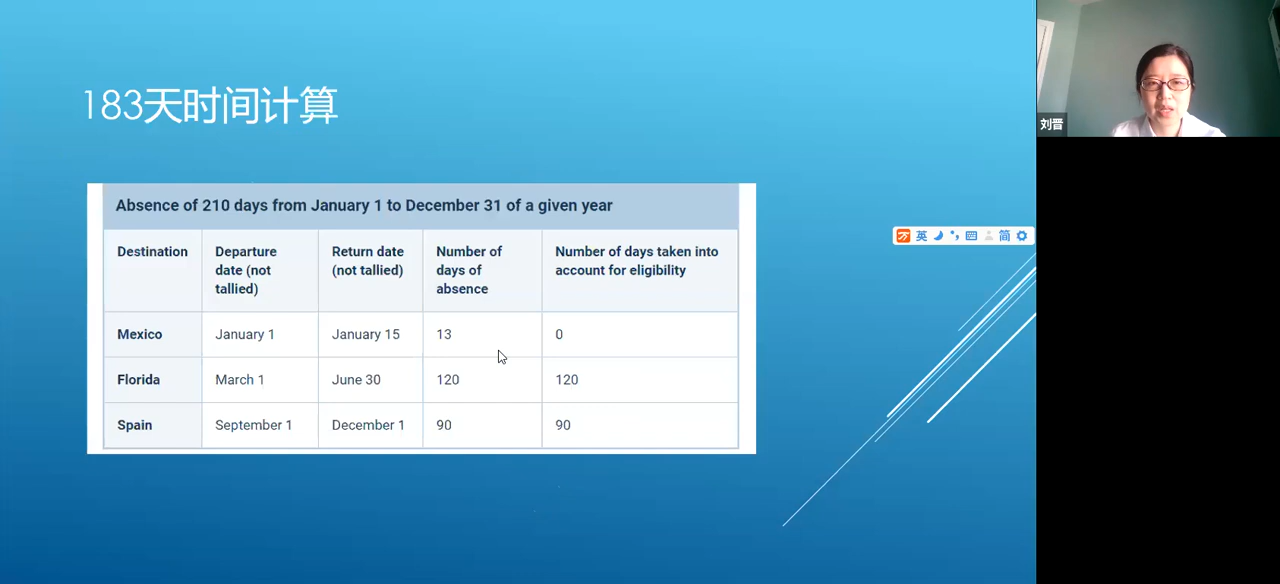 183天时间计算
Absence of 210 days from January 1 to December 31 of a given year
Destination
Departure date (not tallied)
Return date (not tallied)
Number of days of absence
Number of days taken into account for eligibility
Mexico January 1 January 15 13 0
Florida March 1 June 30 120 120
Spain September 1 December 1 90 90
英 简
刘晋